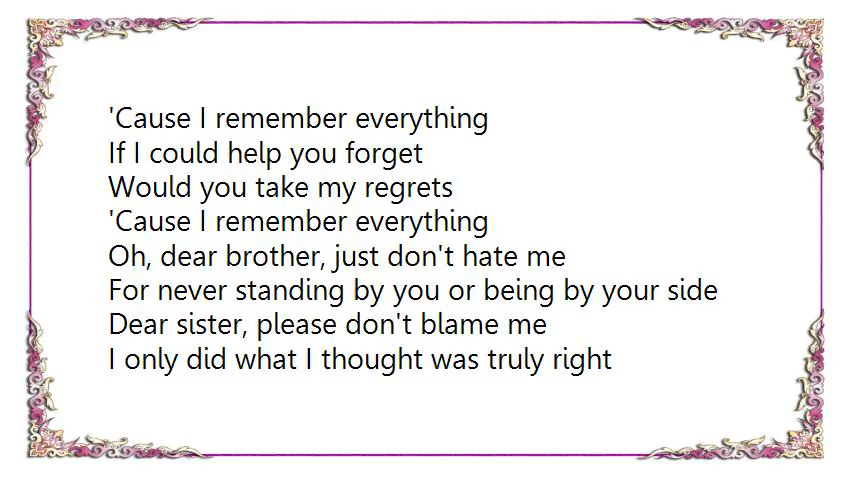 'Cause I remember everything
If I could help you forget
Would you take my regrets
'Cause I remember everything
Oh, dear brother, just don't hate me
For never standing by you or being by your side
Dear sister, please don't blame me
I only did what I thought was truly right